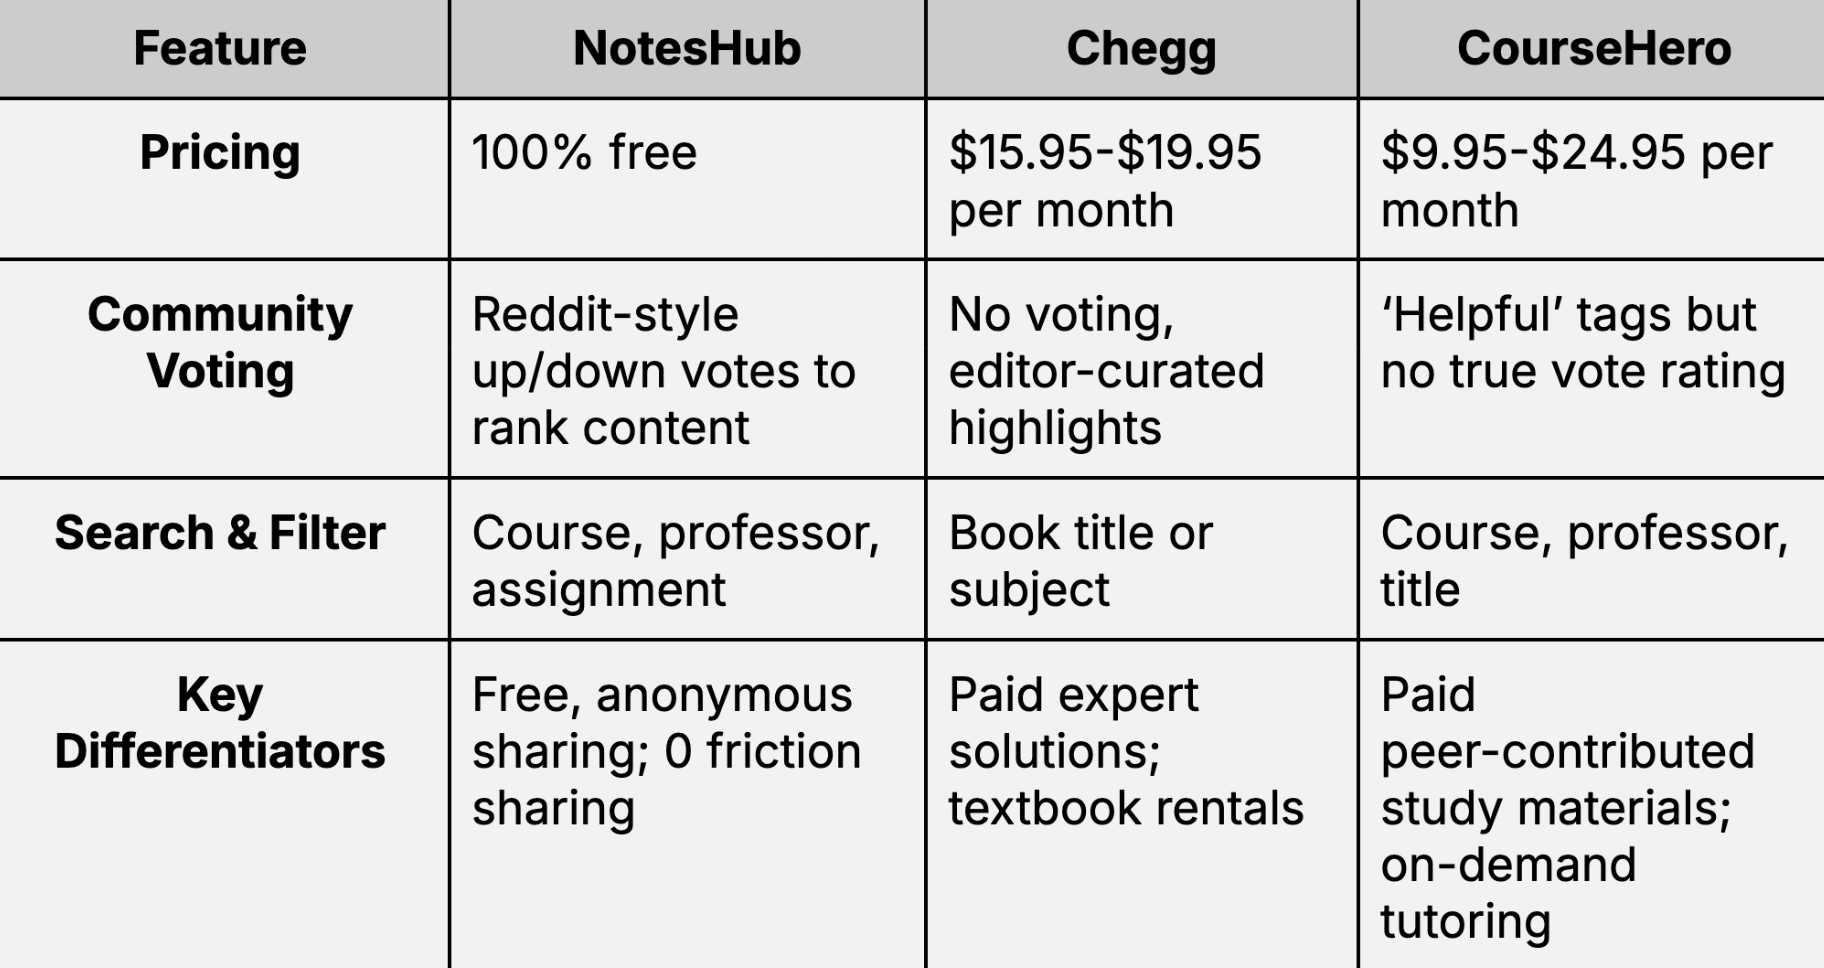 Feature
NotesHub
Chegg
CourseHero
Pricing
100% free
$15.95-$19.95
per month
$9.95-$24.95 per
month
Community
Voting
Reddit-style
up/down votes to
rank content
No voting,
editor-curated
highlights
‘Helpful’ tags but
no true vote rating
Search & Filter
Course, professor,
assignment
Book title or
subject
Course, professor,
title
Key
Differentiators
Free, anonymous
sharing; 0 friction
sharing
Paid expert
solutions;
textbook rentals
Paid
peer-contributed
study materials;
on-demand
tutoring